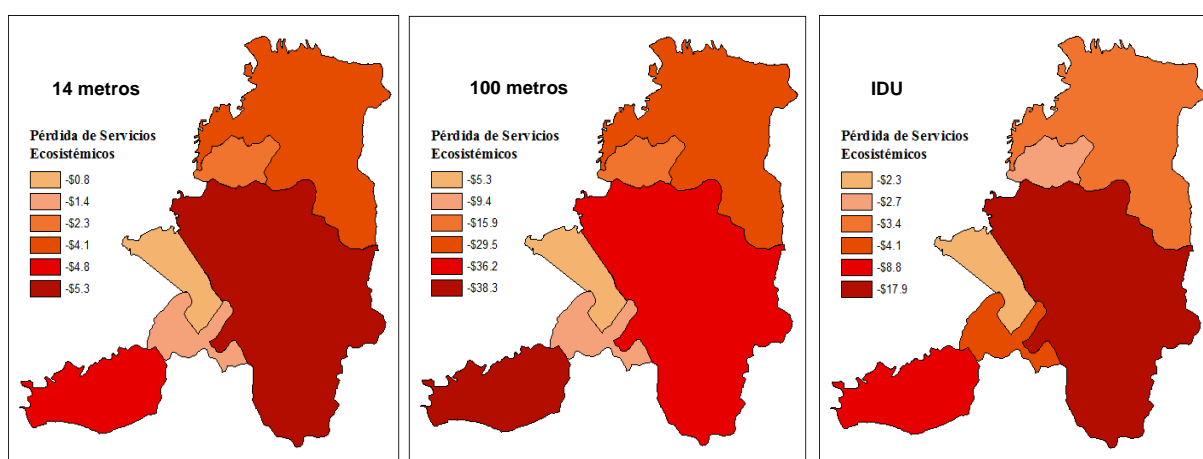 14 metros
Pérdida de Servicios
Ecosistémicos
-$0.8
-$1.4
-$2.3
-$4.1
-$4.8
-$5.3
100 metros
Pérdida de Servicios
Ecosistémicos
-$5.3
-$9.4
-$15.9
-$29.5
-$36.2
-$38.3
IDU
Pérdida de Servicios
Ecosistémicos
-$2.3
-$2.7
-$3.4
-$4.1
-$8.8
-$17.9